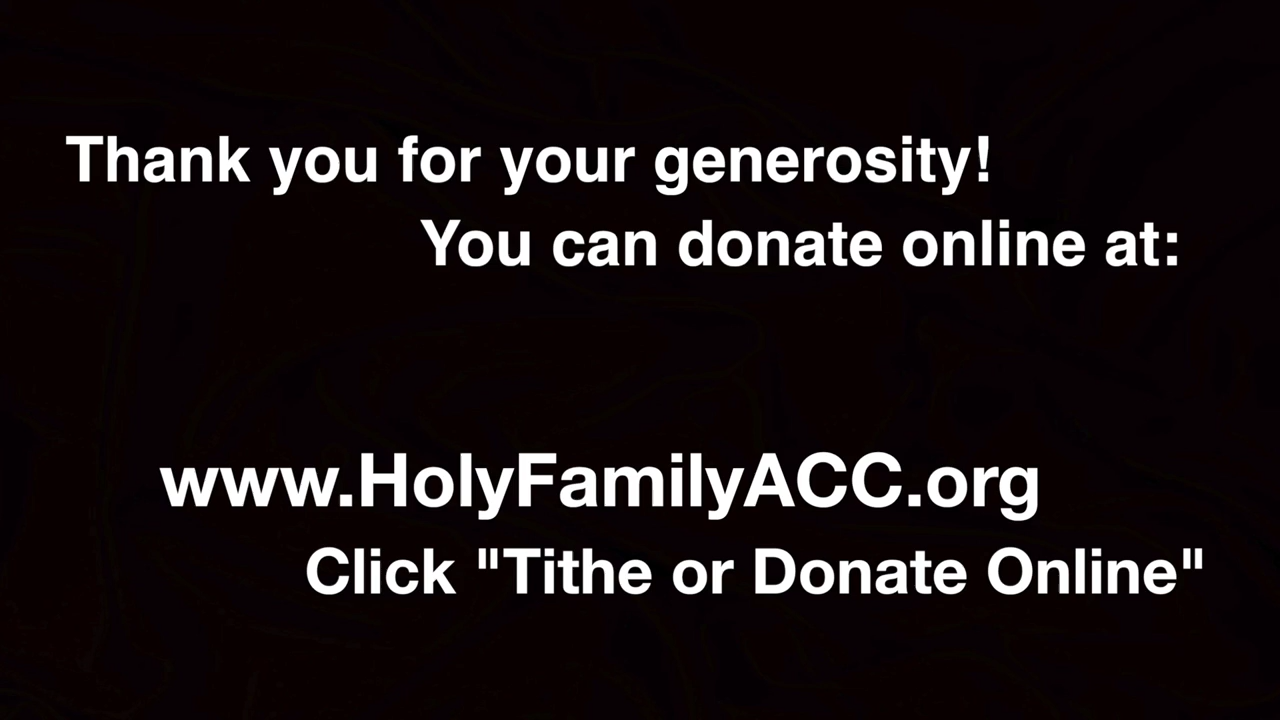 Thank you for your generosity!
You can donate online at:
www.HolyFamilyACC.org
Click "Tithe or Donate Online"